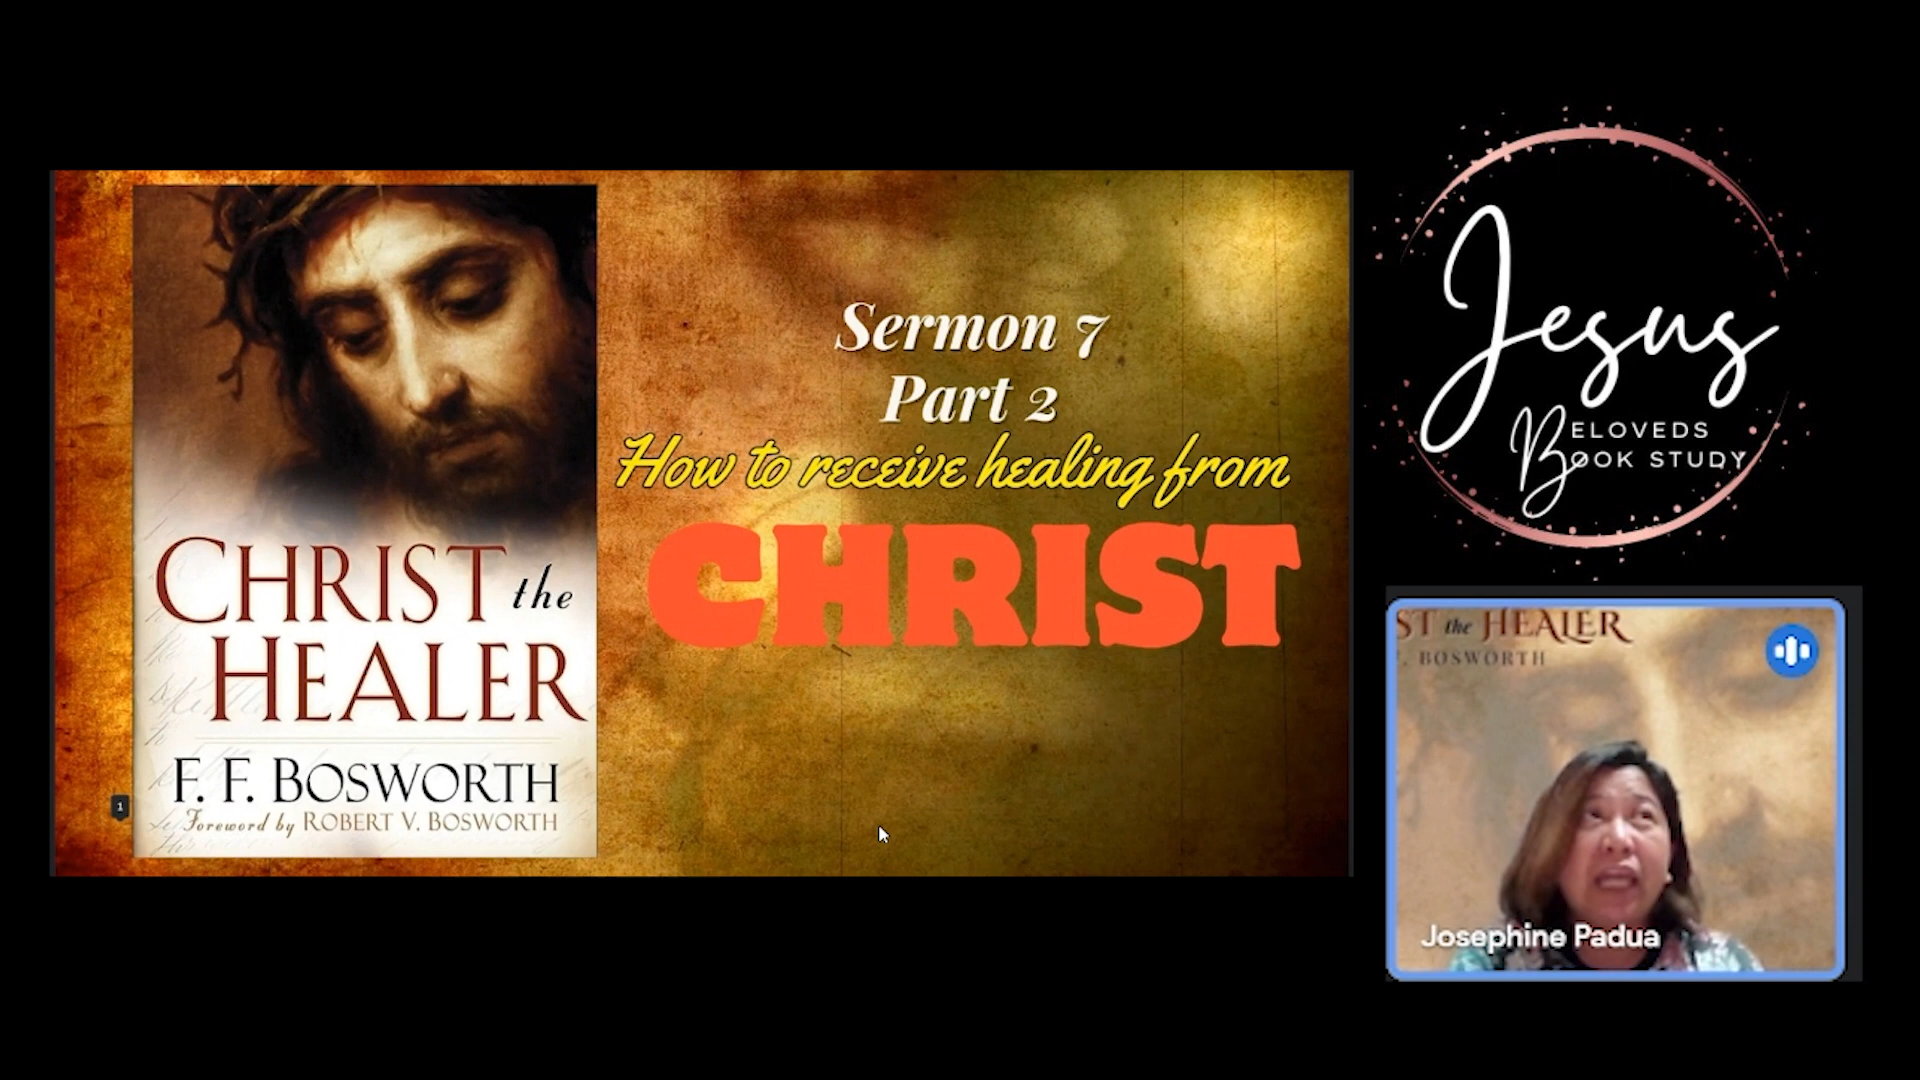 CHRIST the
HEALER
F. F. BOSWORTH
Foreword by ROBERT V. BOSWORTH
1
Sermon 7
Part 2
How to receive healing from
CHRIST
Jesus
BELOVEDS
BOOK STUDY
ST the HEALER
. BOSWORTH
Josephine Padua